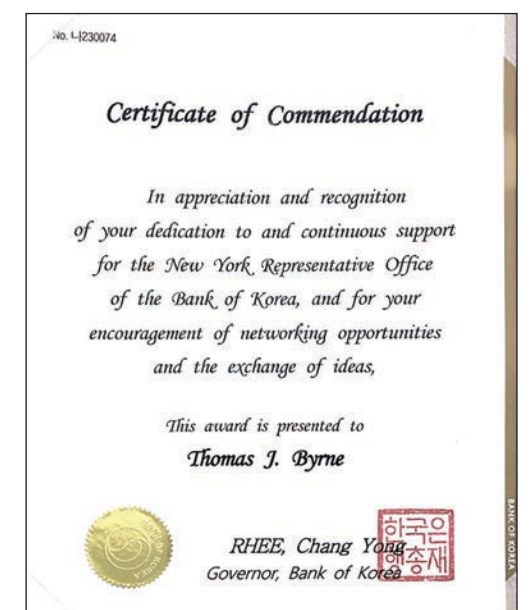 No. 나230074
Certificate of Commendation
In appreciation and recognition
of your dedication to and continuous support
for the New York Representative Office
of the Bank of Korea, and for your
encouragement of networking opportunities
and the exchange of ideas,
This award is presented to
Thomas J. Byrne
RHEE, Chang Yong
Governor, Bank of Korea
한국은
행총재
BANK OF KOREA